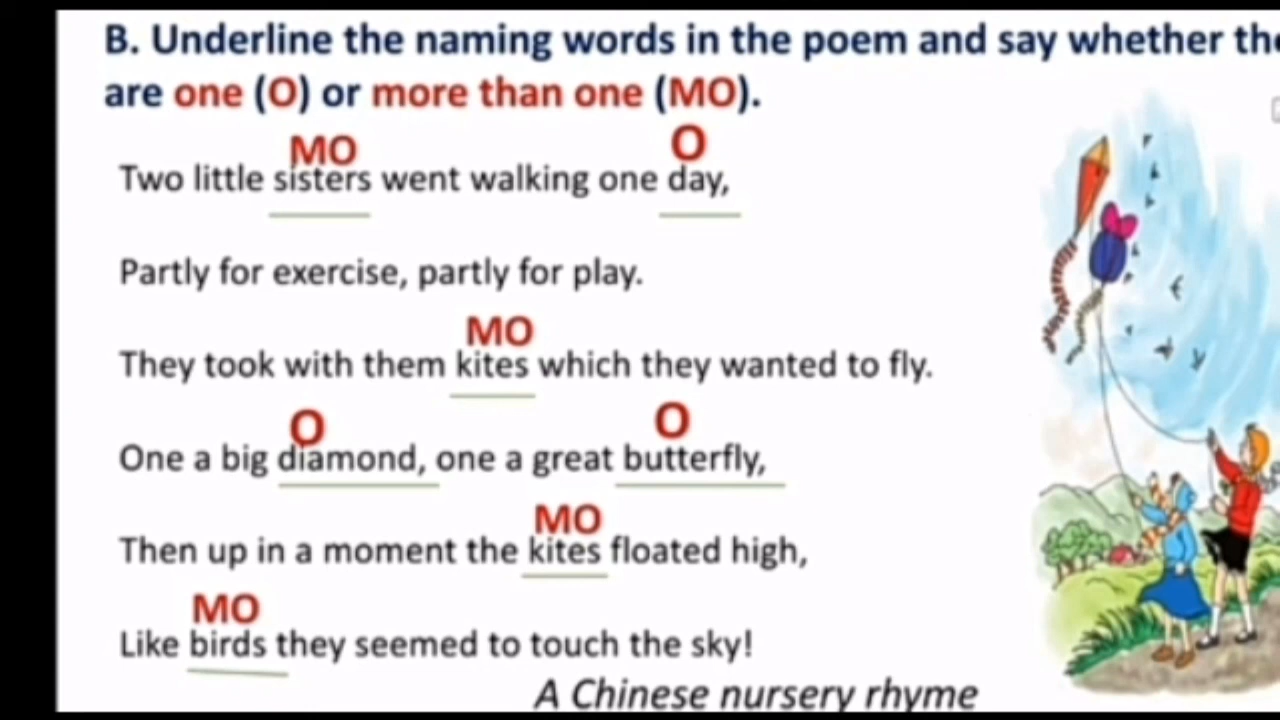 B. Underline the naming words in the poem and say whether
are one (O) or more than one (MO).
MO O
Two little sisters went walking one day,
Partly for exercise, partly for play.
MO
They took with them kites which they wanted to fly.
O O
One a big diamond, one a great butterfly,
MO
Then up in a moment the kites floated high,
MO
Like birds they seemed to touch the sky!
A Chinese nursery rhyme